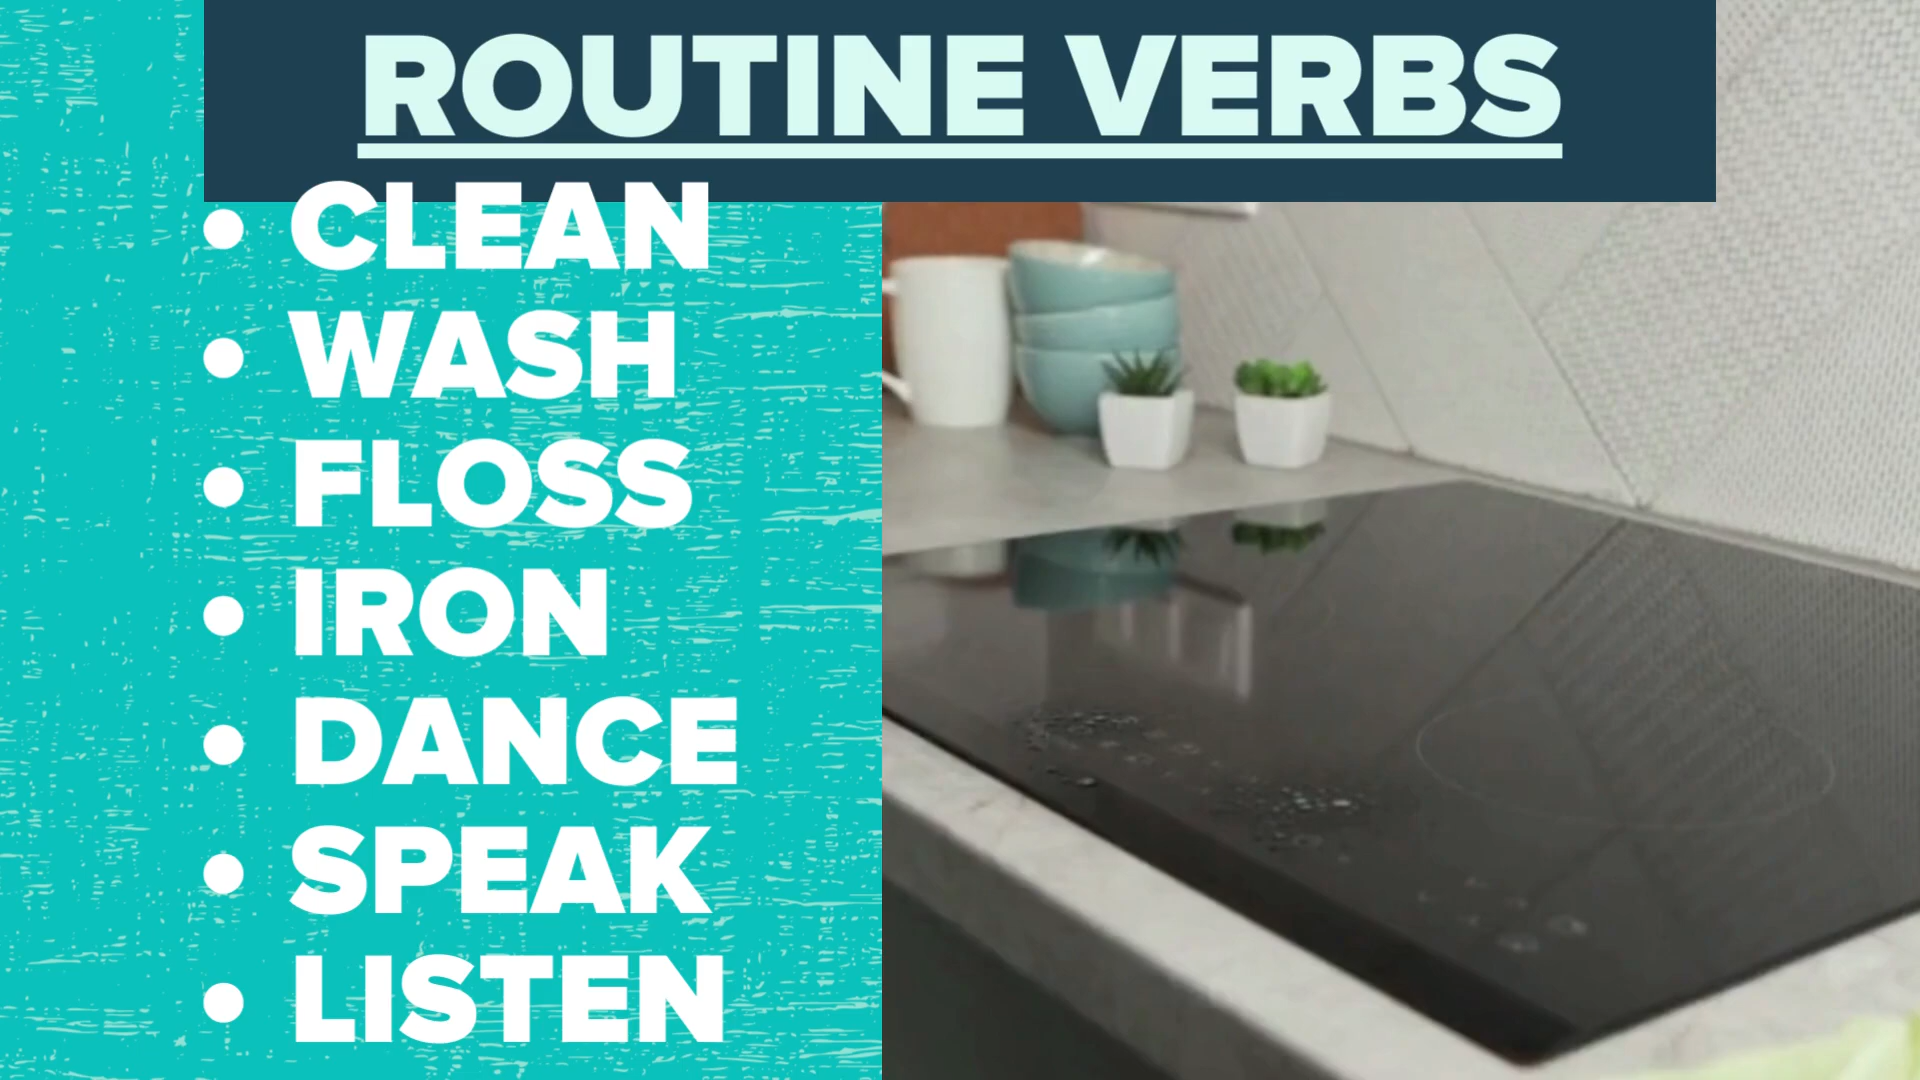 ROUTINE VERBS
• CLEAN
• WASH
• FLOSS
• IRON
• DANCE
• SPEAK
• LISTEN